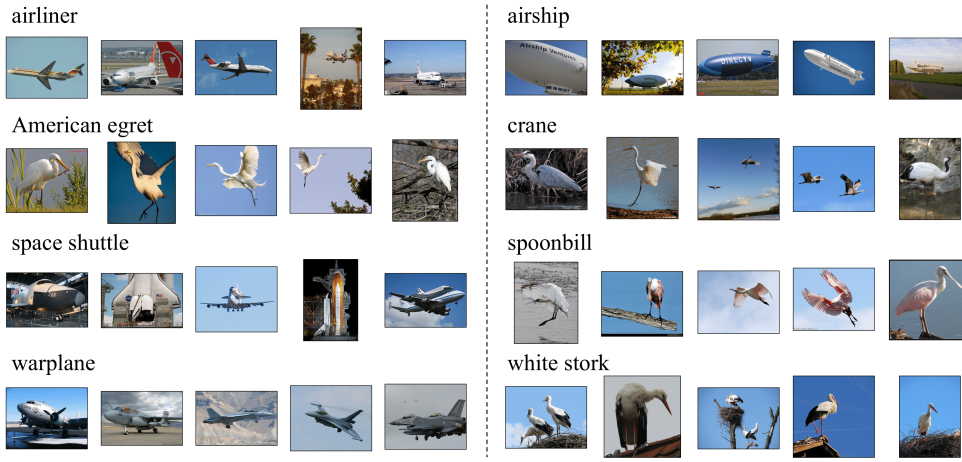 airliner
airship
Airship Ventures
DIRECTV
American egret
crane
space shuttle
spoonbill
warplane
white stork